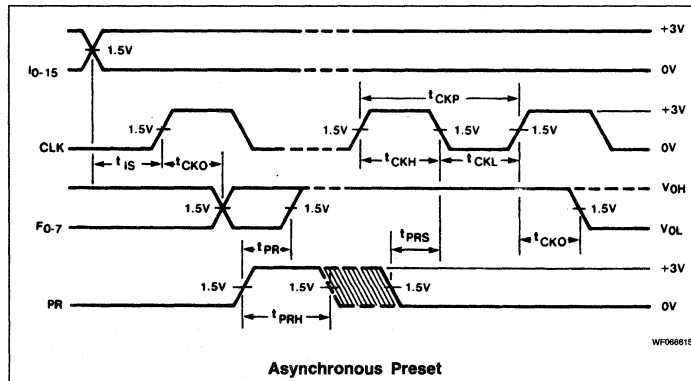 +3V
1.5V
I0-15
0V
tCKP
+3V
1.5V
1.5V
1.5V
1.5V
CLK
0V
tIS
tCKO
tCKH
tCKL
VOH
1.5V
1.5V
1.5V
F0-7
VOL
tPR
tPRS
tCKO
+3V
1.5V
1.5V
1.5V
PR
0V
tPRH
WF06861S
Asynchronous Preset